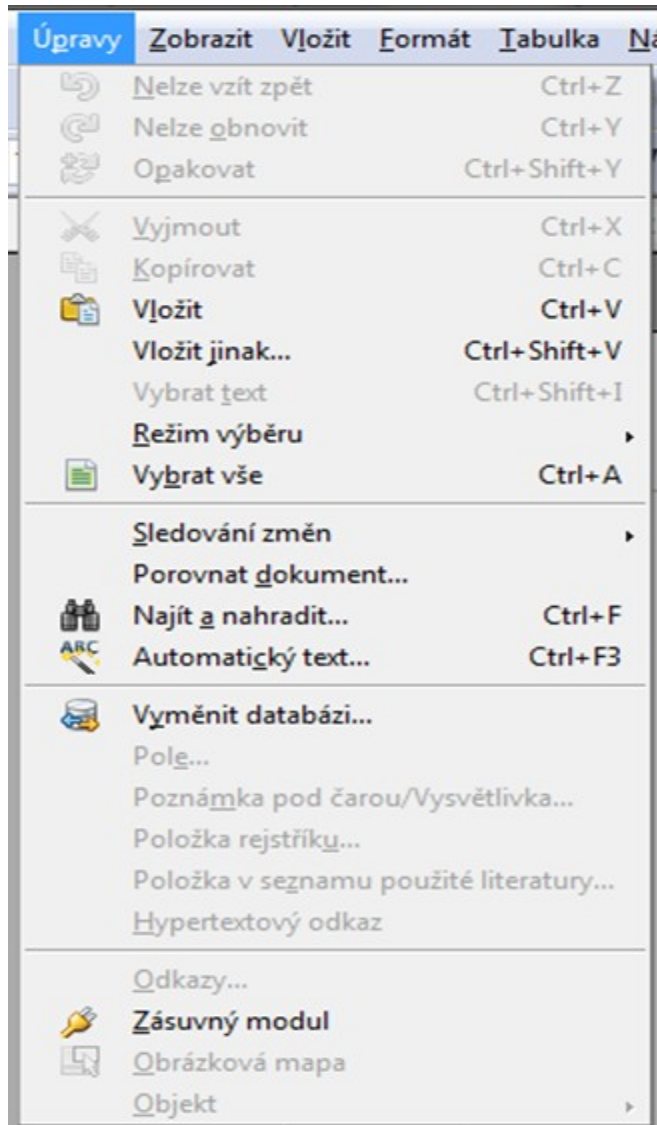 Úpravy Zobrazit Vložit Formát Tabulka
Nelze vzít zpět Ctrl+Z
Nelze obnovit Ctrl+Y
Opakovat Ctrl+Shift+Y
Vyjmout Ctrl+X
Kopírovat Ctrl+C
Vložit Ctrl+V
Vložit jinak... Ctrl+Shift+V
Vybrat text Ctrl+Shift+I
Režim výběru
Vybrat vše Ctrl+A
Sledování změn
Porovnat dokument...
Najít a nahradit... Ctrl+F
ABC Automatický text... Ctrl+F3
Vyměnit databázi...
Pole...
Poznámka pod čarou/Vysvětlivka...
Položka rejstříku...
Položka v seznamu použité literatury...
Hypertextový odkaz
Odkazy...
Zásuvný modul
Obrázková mapa
Objekt